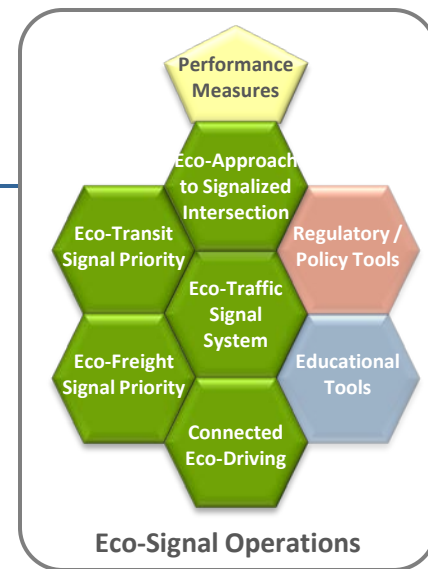 Performance
Measures
Eco-Approach
to Signalized
Intersection
Eco-Transit
Signal Priority
Regulatory /
Policy Tools
Eco-Traffic
Signal
System
Eco-Freight
Signal Priority
Educational
Tools
Connected
Eco-Driving
Eco-Signal Operations